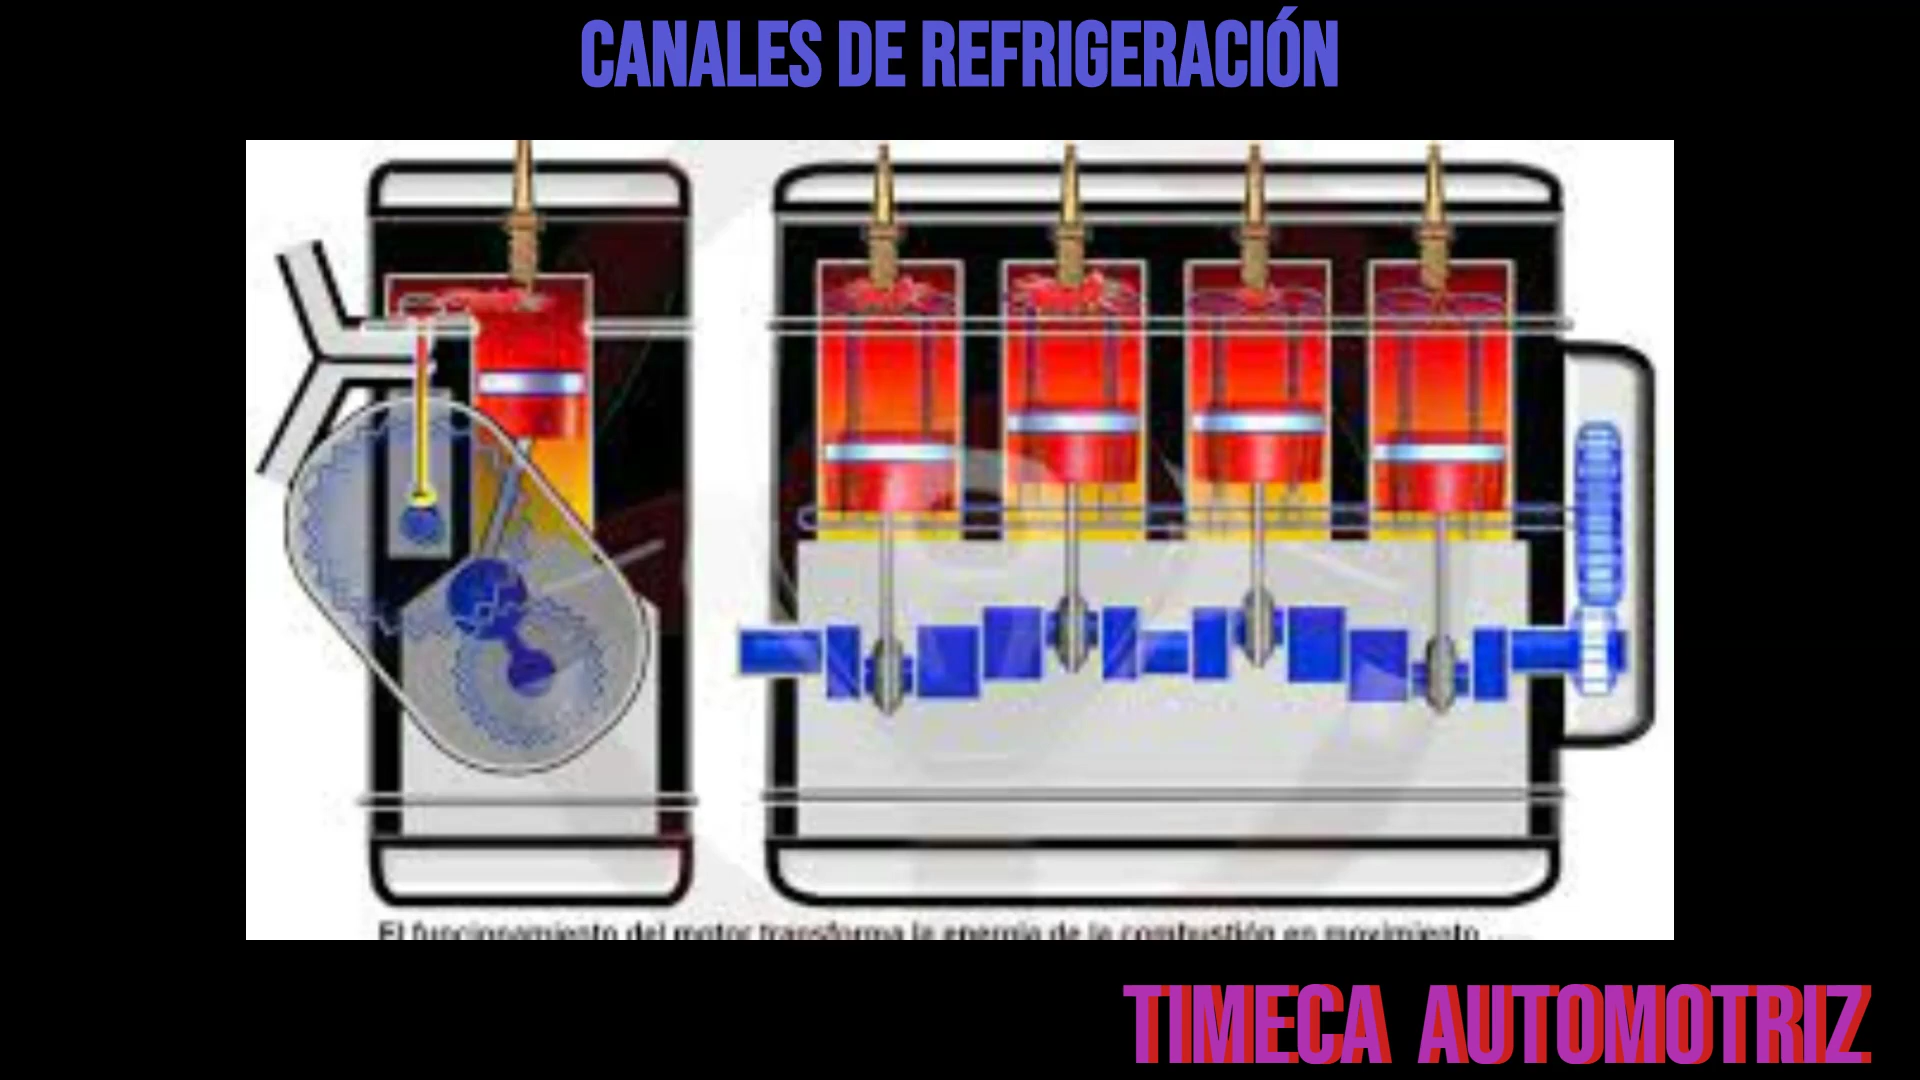 CANALES DE REFRIGERACIÓN
El funcionamiento del motor transforma la energía de la combustión en movimiento
TIMECA AUTOMOTRIZ